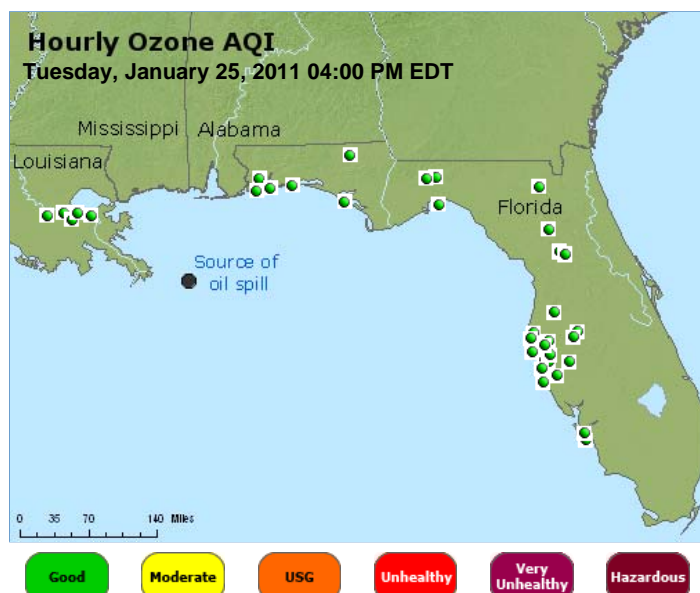 Hourly Ozone AQI
Tuesday, January 25, 2011 04:00 PM EDT
Mississippi Alabama
Louisiana
Florida
Source of
oil spill
0 35 70 140 Miles
Good
Moderate
USG
Unhealthy
Very
Unhealthy
Hazardous